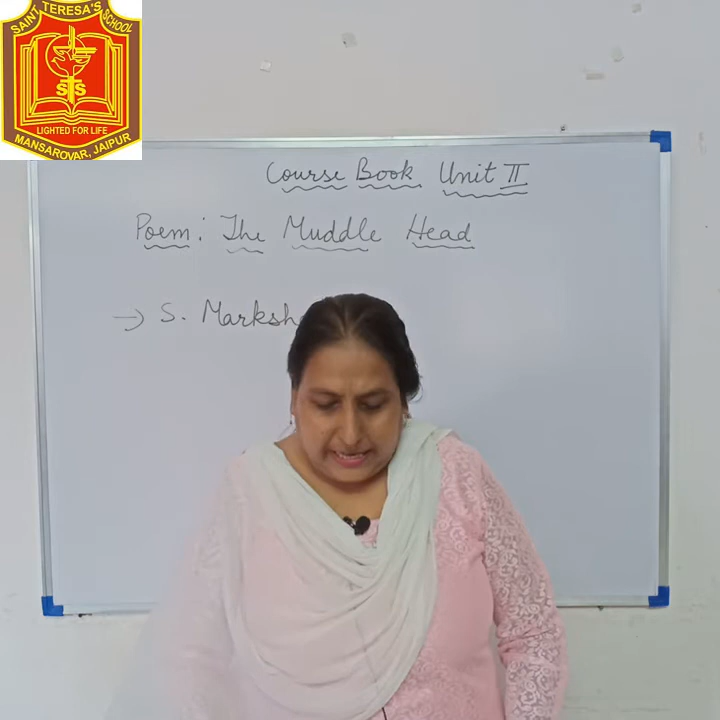 SAINT TERESA'S SCHOOL
STS
LIGHTED FOR LIFE
MANSAROVAR, JAIPUR
Course Book Unit II
Poem: The Muddle Head
→ S. Marksh